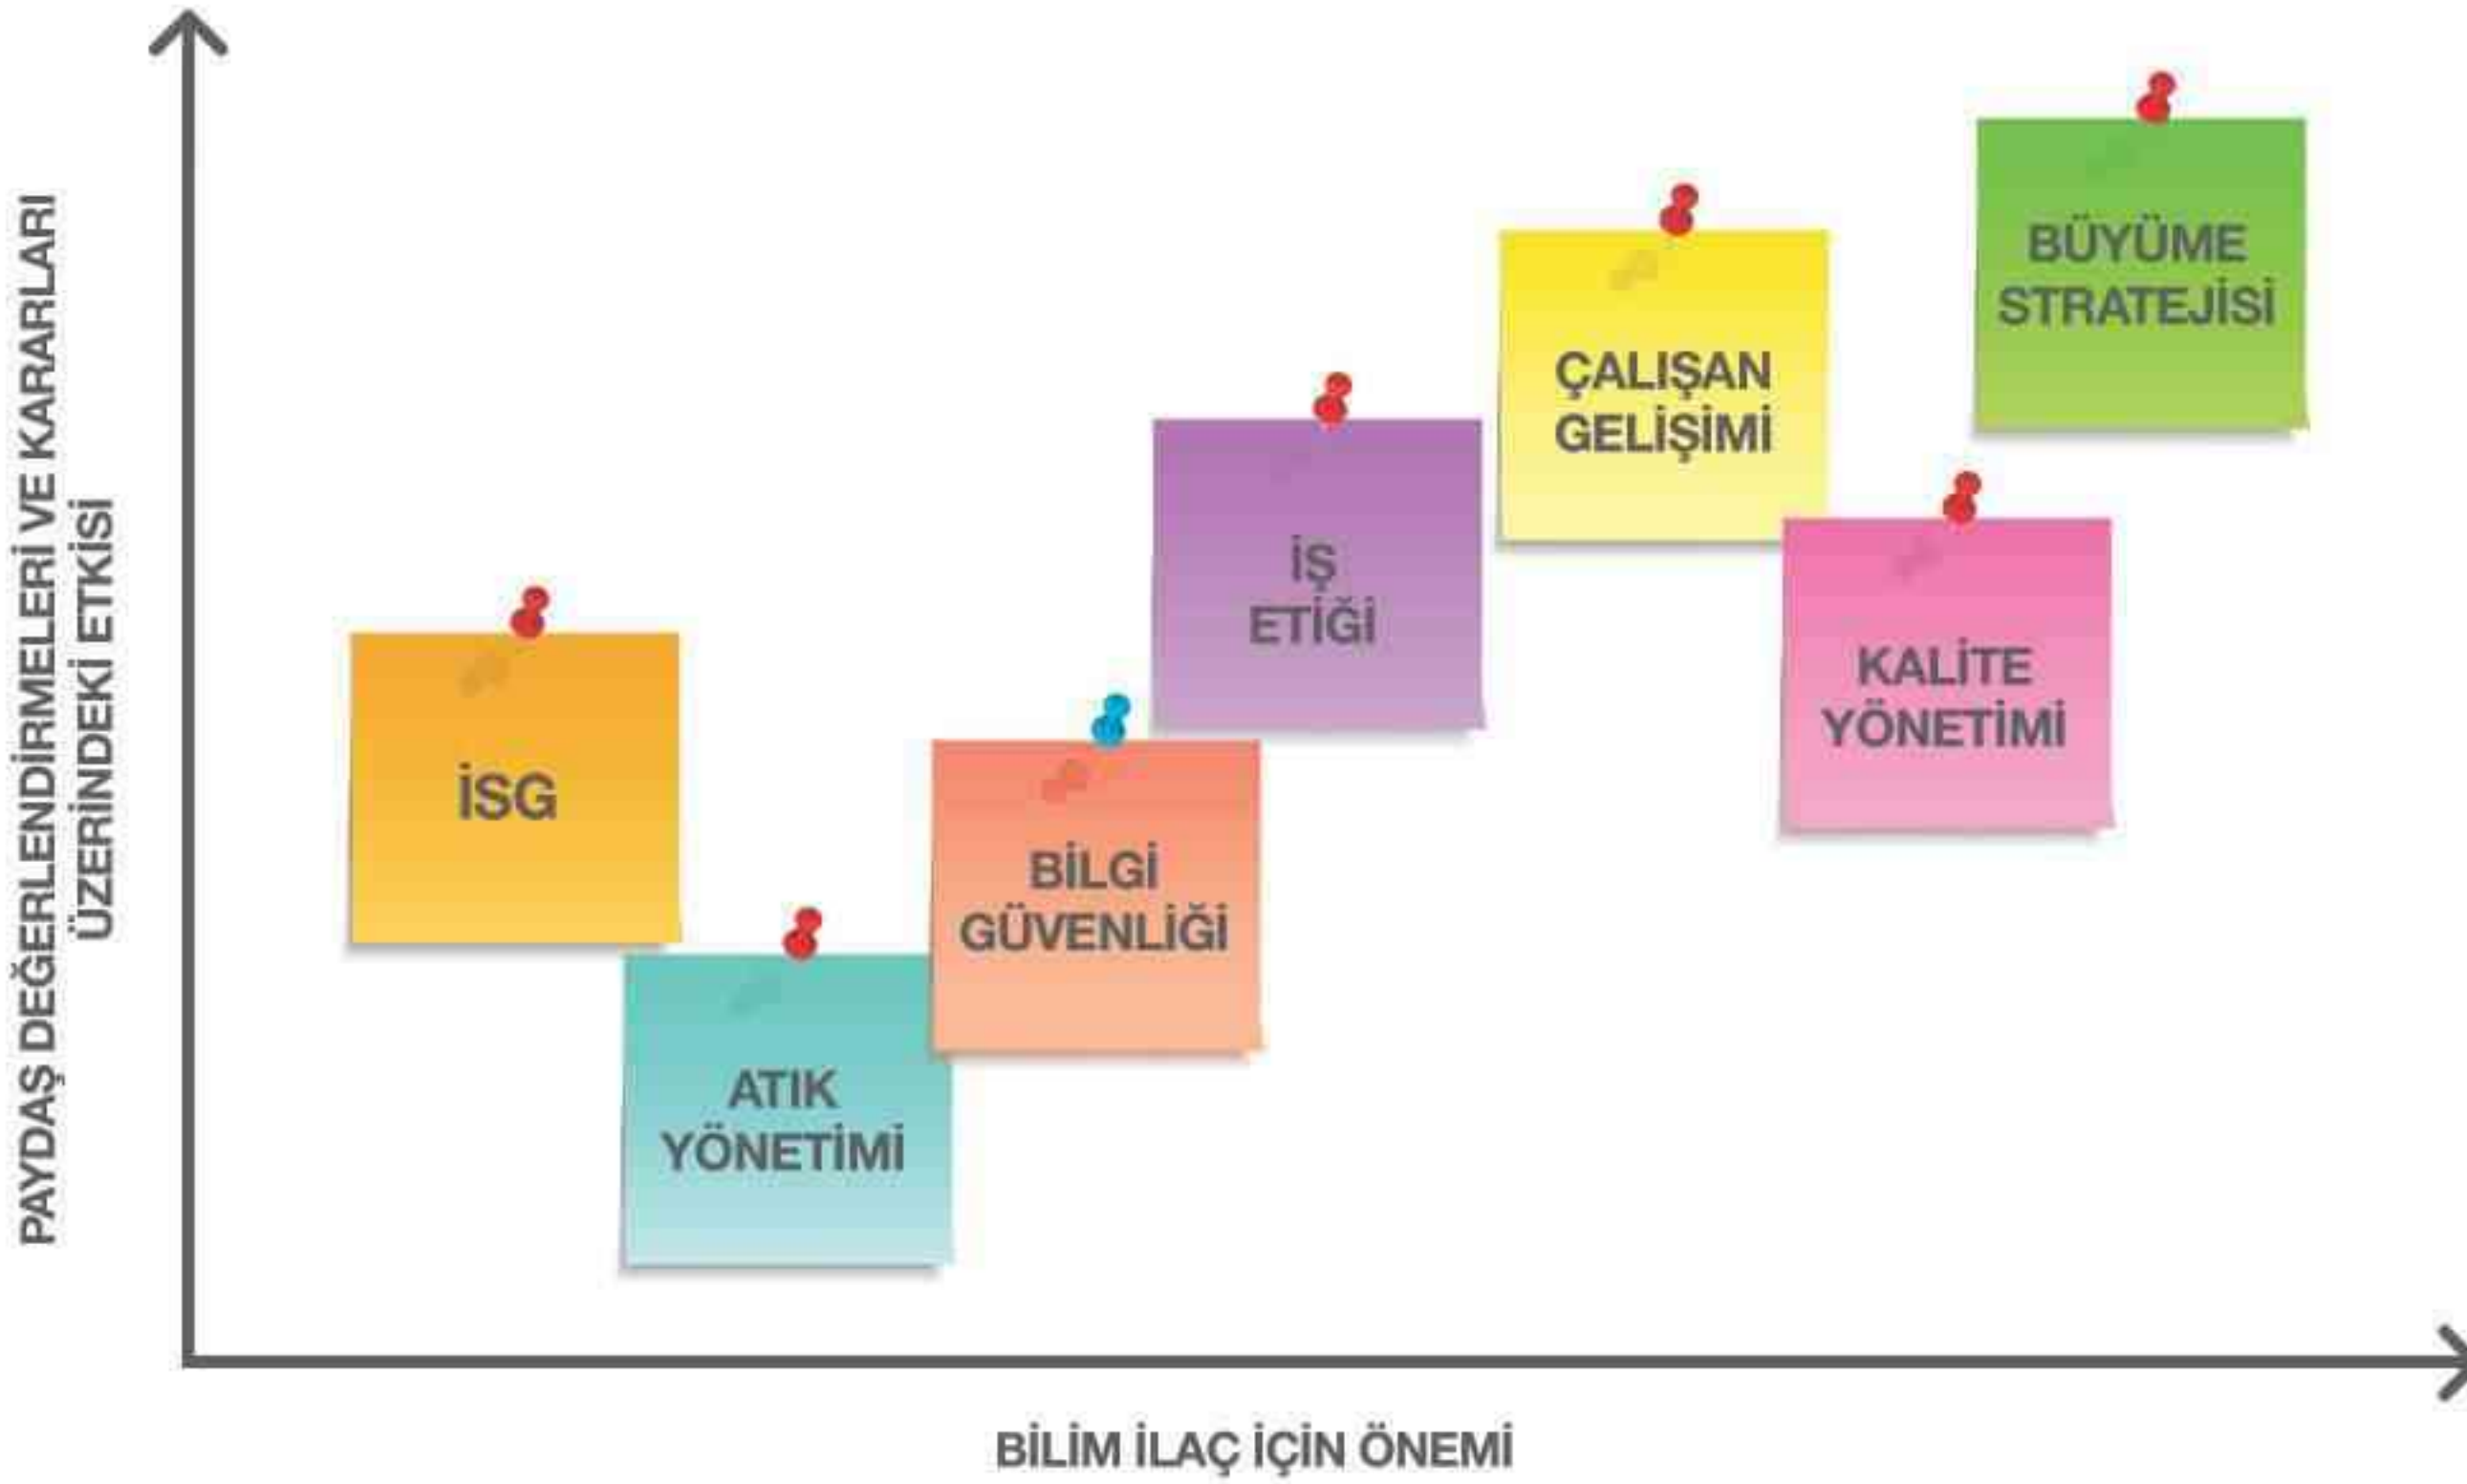 PAYDAŞ DEĞERLENDİRMELERİ VE KARARLARI
ÜZERİNDEKİ ETKİSİ
İSG
ATIK
YÖNETİMİ
BİLGİ
GÜVENLİĞİ
İŞ
ETİĞİ
ÇALIŞAN
GELİŞİMİ
KALİTE
YÖNETİMİ
BÜYÜME
STRATEJİSİ
BİLİM İLAÇ İÇİN ÖNEMİ